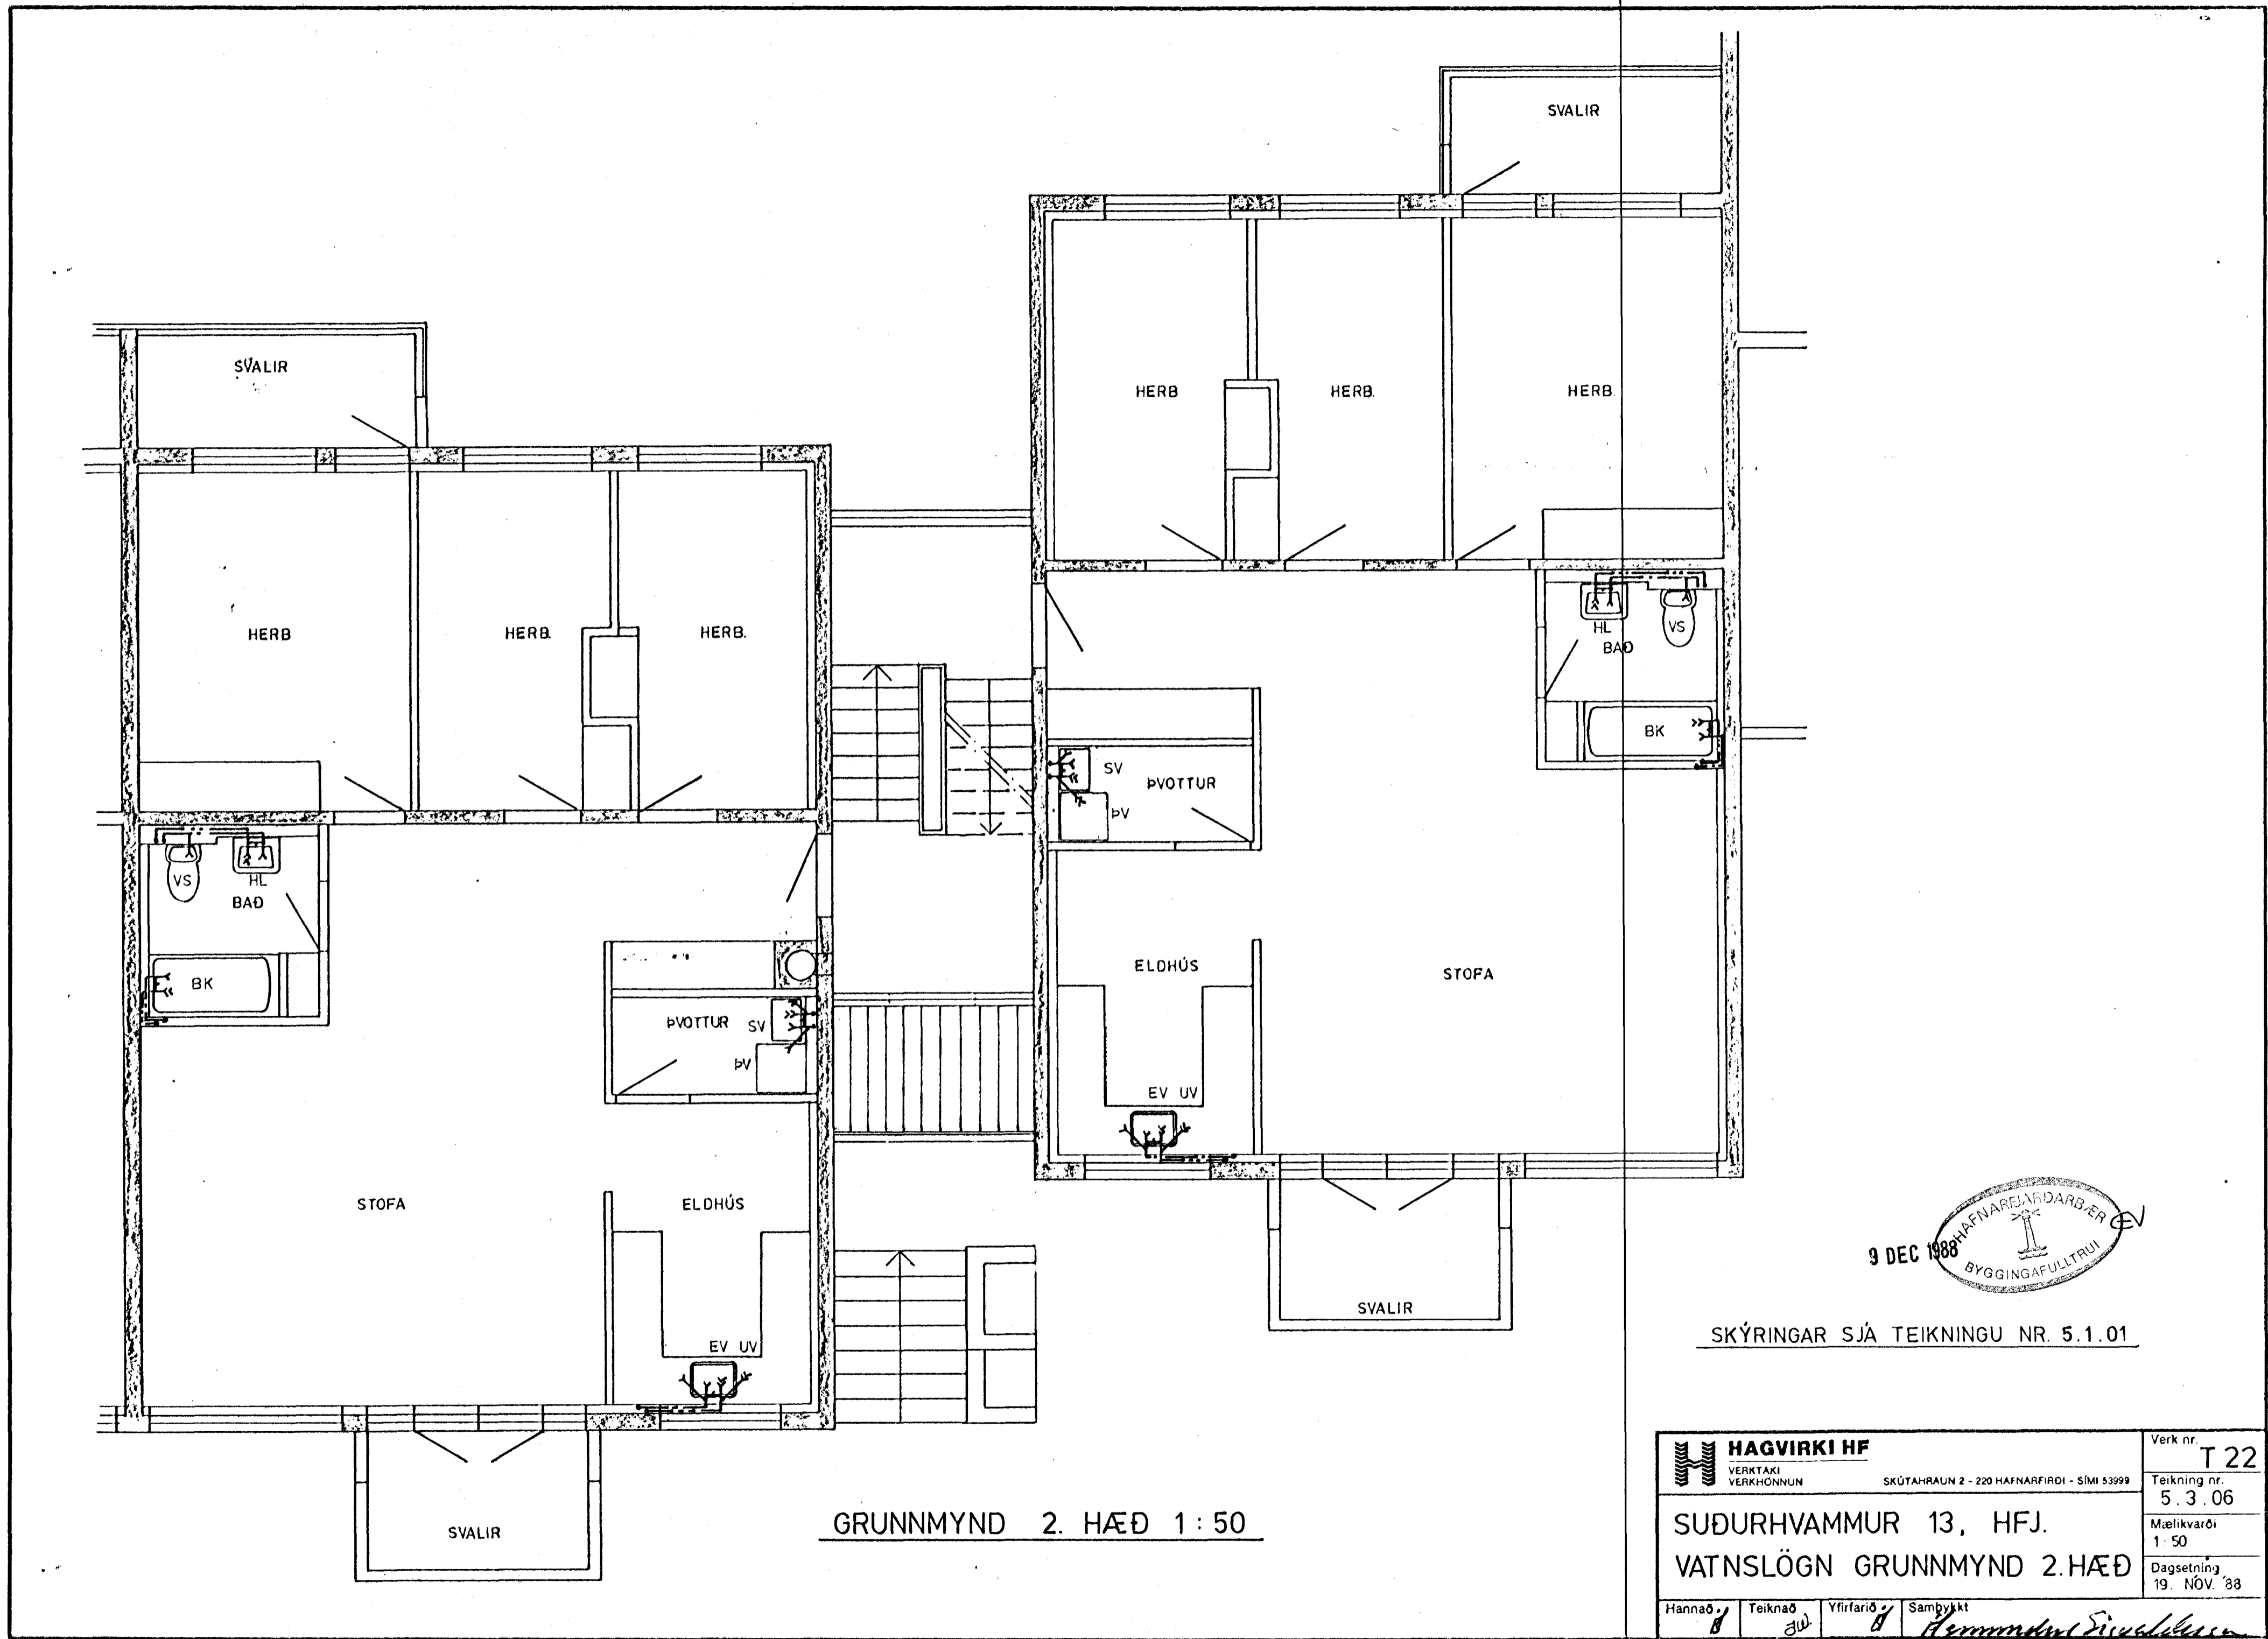 SVALIR
HERB
HERB.
HERB.
HL
VS
BAÐ
BK
SV
ÞVOTTUR
ÞV
ELDHÚS
STOFA
EV UV
SVALIR
SVALIR
HERB
HERB.
HERB.
VS
HL
BAÐ
BK
ÞVOTTUR
SV
ÞV
STOFA
ELDHÚS
EV UV
SVALIR
GRUNNMYND 2. HÆÐ 1:50
9 DEC 1988
HAFNARFJARÐARBÆR
BYGGINGAFULLTRÚI
SKÝRINGAR SJÁ TEIKNINGU NR. 5.1.01
HAGVIRKI HF
VERKTAKI
VERKHÖNNUN
SKÚTAHRAUN 2 - 220 HAFNARFIRÐI - SÍMI 53999
Verk nr.
T 22
Teikning nr.
5.3.06
SUÐURHVAMMUR 13, HFJ.
VATNSLÖGN GRUNNMYND 2.HÆÐ
Mælikvarði
1:50
Dagsetning
19. NÓV. '88
Hannað
Teiknað
Yfirfarið
Samþykkt